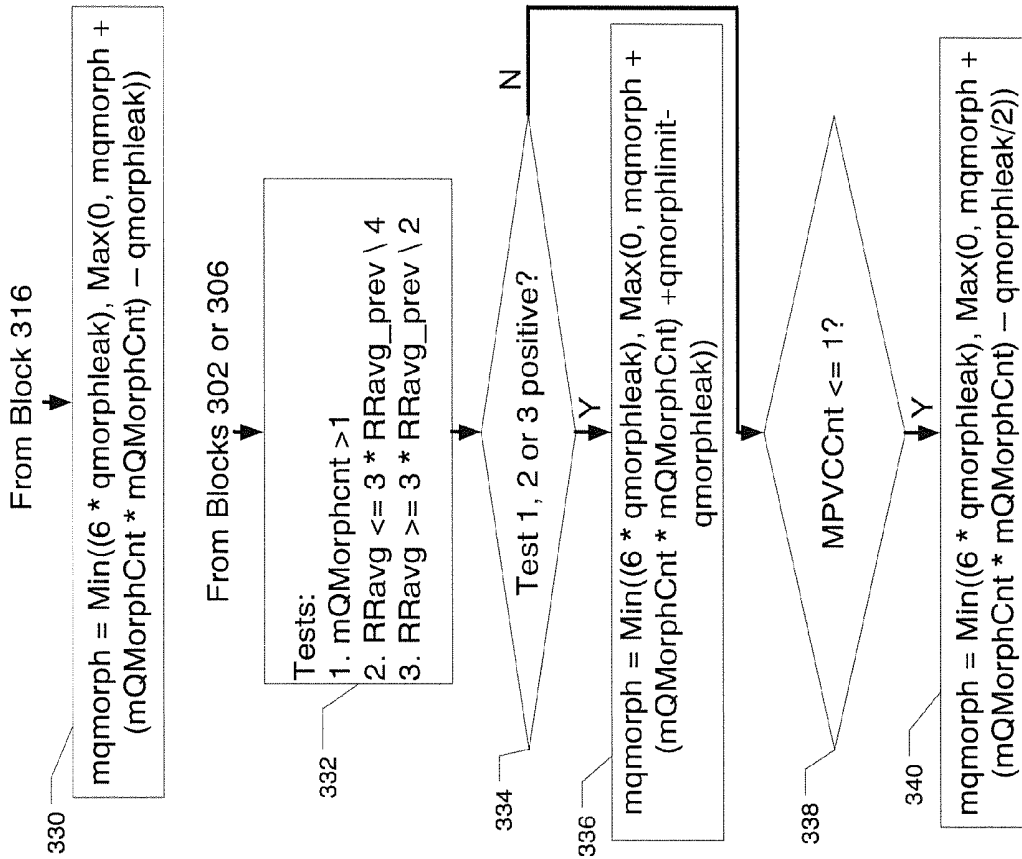 From Block 316
330
mqmorph = Min((6 * qmorphleak), Max(0, mqmorph +
(mQMorphCnt * mQMorphCnt) – qmorphleak))
From Blocks 302 or 306
332
Tests:
1. mQMorphcnt >1
2. RRavg <= 3 * RRavg_prev \ 4
3. RRavg >= 3 * RRavg_prev \ 2
334
Test 1, 2 or 3 positive?
N
Y
336
mqmorph = Min((6 * qmorphleak), Max(0, mqmorph +
(mQMorphCnt * mQMorphCnt) +qmorphlimit-
qmorphleak))
338
MPVCCnt <= 1?
Y
340
mqmorph = Min((6 * qmorphleak), Max(0, mqmorph +
(mQMorphCnt * mQMorphCnt) – qmorphleak/2))